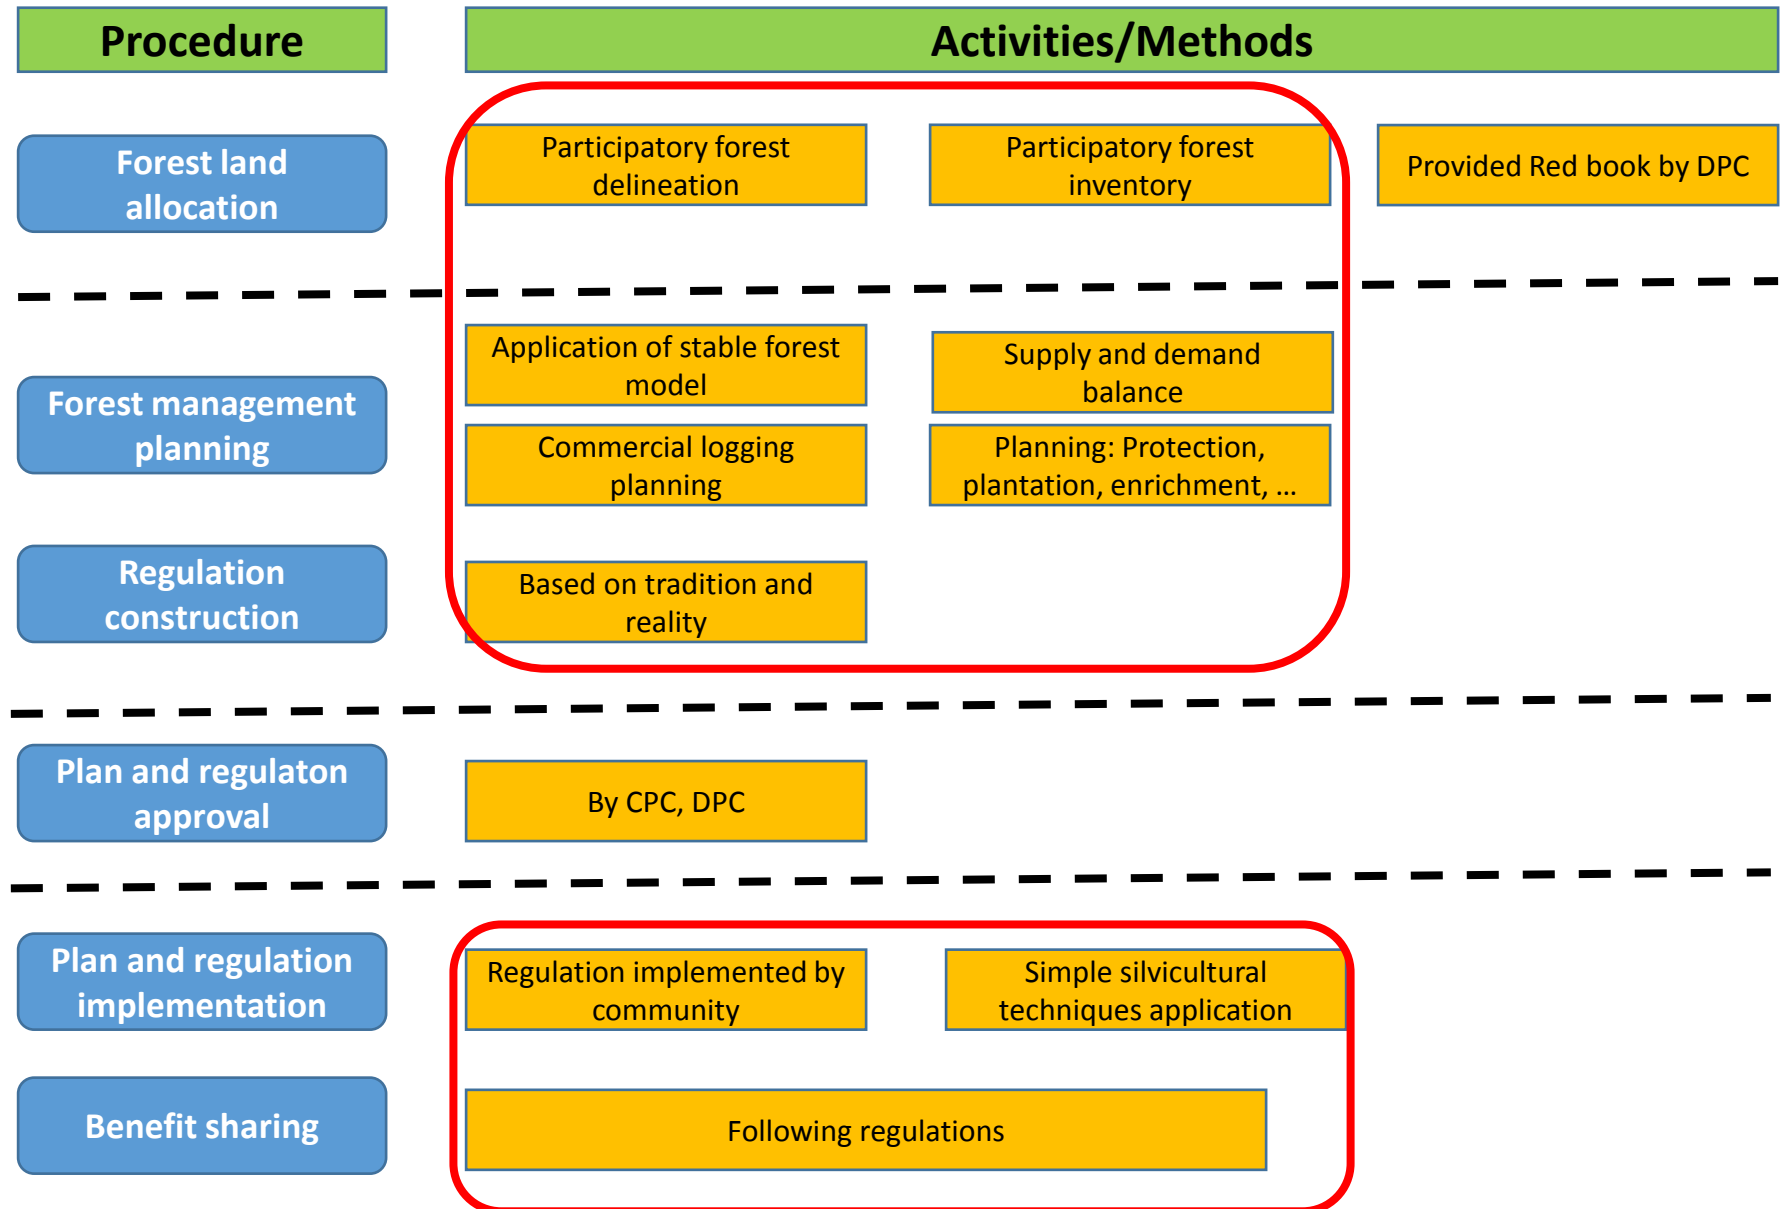 Procedure
Activities/Methods
Forest land
allocation
Participatory forest
delineation
Participatory forest
inventory
Provided Red book by DPC
Forest management
planning
Application of stable forest
model
Supply and demand
balance
Commercial logging
planning
Planning: Protection,
plantation, enrichment, ...
Regulation
construction
Based on tradition and
reality
Plan and regulaton
approval
By CPC, DPC
Plan and regulation
implementation
Regulation implemented by
community
Simple silvicultural
techniques application
Benefit sharing
Following regulations